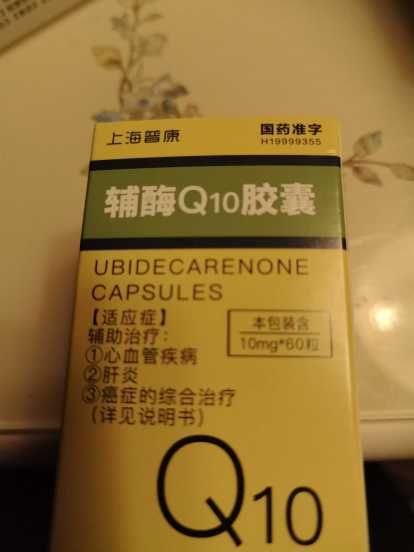 上海普康
国药准字
H19999355
辅酶Q10胶囊
UBIDECARENONE
CAPSULES
【适应症】
辅助治疗:
①心血管疾病
②肝炎
③癌症的综合治疗
(详见说明书)
本包装含
10mg*60粒
Q10